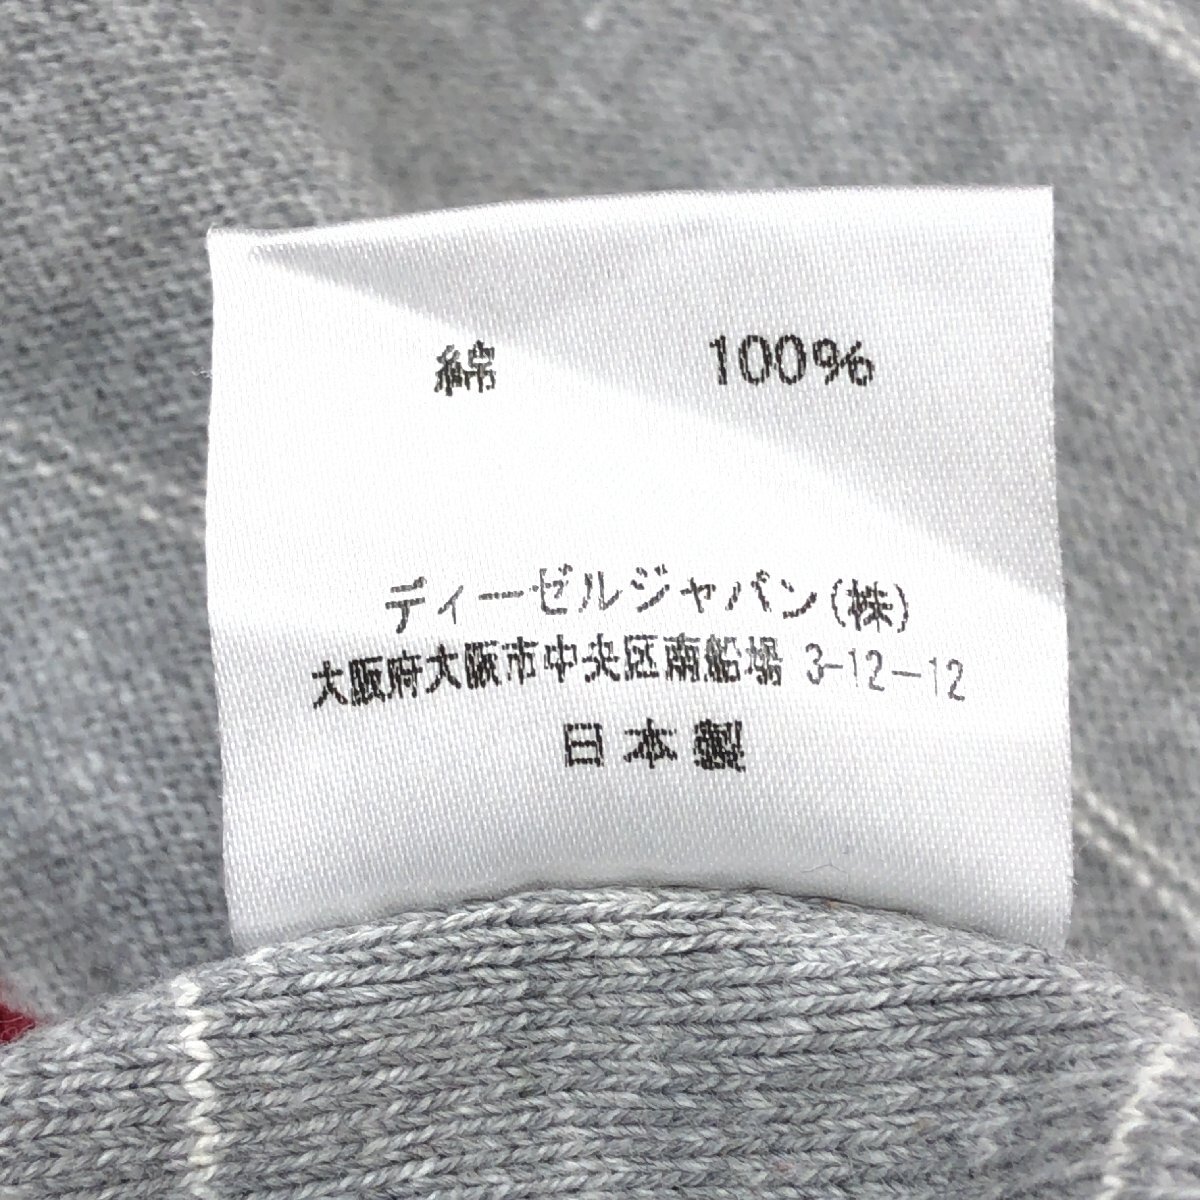 綿 100%
ディーゼルジャパン(株)
大阪府大阪市中央区南船場 3-12-12
日本製